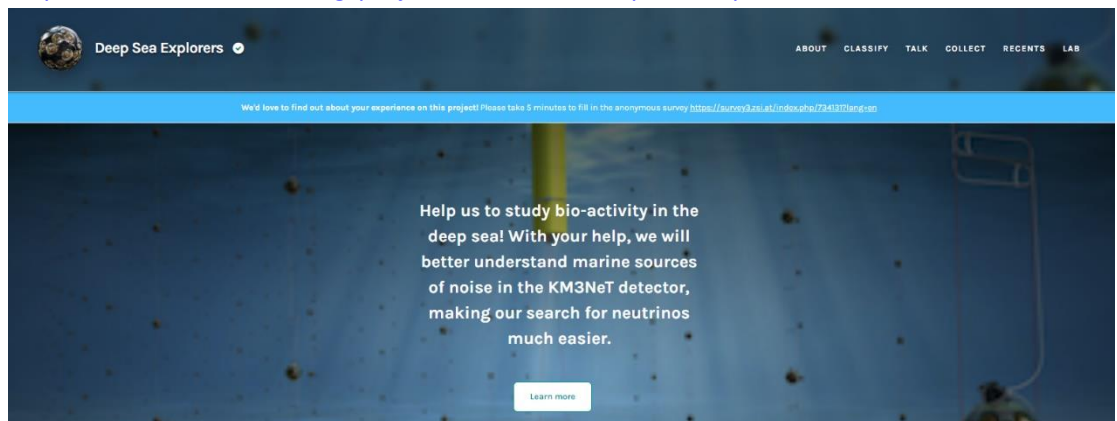 Deep Sea Explorers
ABOUT CLASSIFY TALK COLLECT RECENTS LAB
We'd love to find out about your experience on this project! Please take 5 minutes to fill in the anonymous survey https://survey3.zsi.at/index.php/734131?lang=en
Help us to study bio-activity in the
deep sea! With your help, we will
better understand marine sources
of noise in the KM3NeT detector,
making our search for neutrinos
much easier.
Learn more